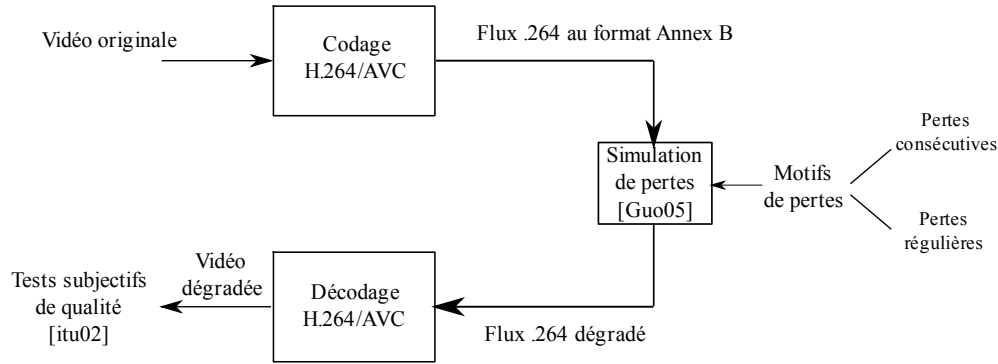 Vidéo originale
Codage
H.264/AVC
Flux .264 au format Annex B
Simulation
de pertes
[Guo05]
Motifs
de pertes
Pertes
consécutives
Pertes
régulières
Flux .264 dégradé
Décodage
H.264/AVC
Vidéo
dégradée
Tests subjectifs
de qualité
[itu02]